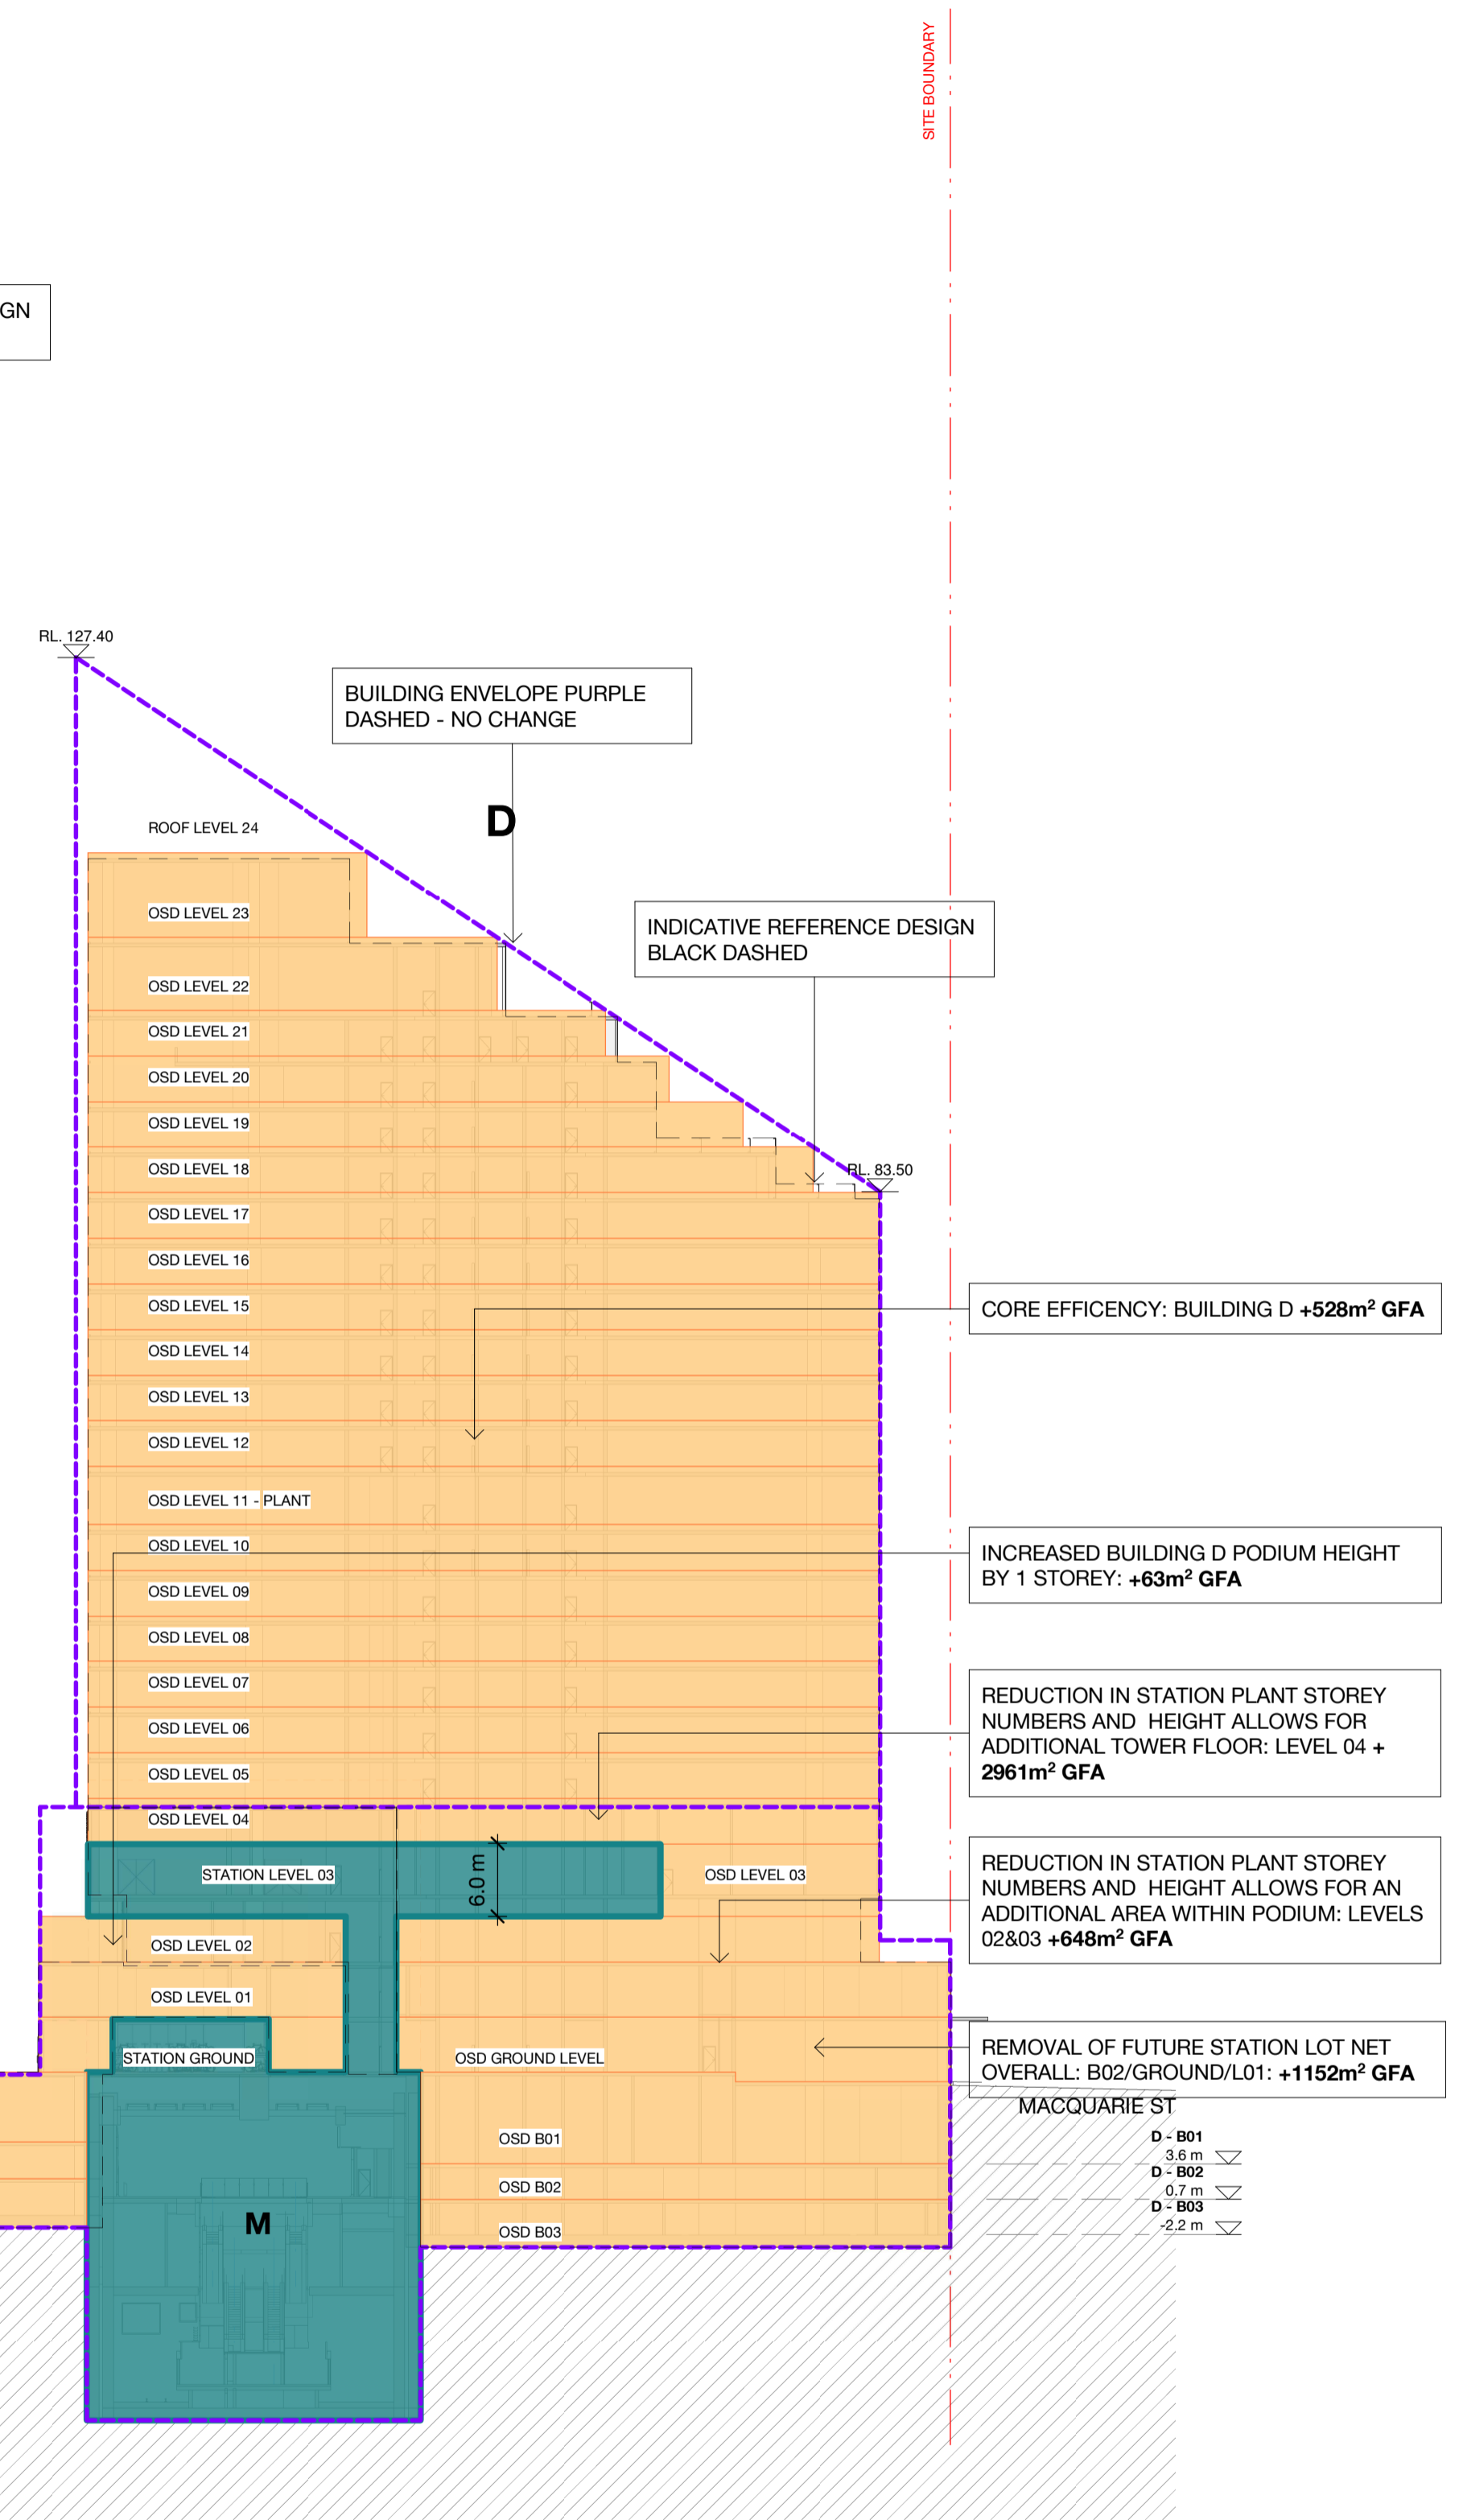 SITE BOUNDARY
GN
RL. 127.40
BUILDING ENVELOPE PURPLE
DASHED - NO CHANGE
D
ROOF LEVEL 24
INDICATIVE REFERENCE DESIGN
BLACK DASHED
OSD LEVEL 23
OSD LEVEL 22
OSD LEVEL 21
OSD LEVEL 20
OSD LEVEL 19
OSD LEVEL 18
RL. 83.50
OSD LEVEL 17
OSD LEVEL 16
OSD LEVEL 15
CORE EFFICENCY: BUILDING D +528m² GFA
OSD LEVEL 14
OSD LEVEL 13
OSD LEVEL 12
OSD LEVEL 11 - PLANT
OSD LEVEL 10
INCREASED BUILDING D PODIUM HEIGHT
BY 1 STOREY: +63m² GFA
OSD LEVEL 09
OSD LEVEL 08
OSD LEVEL 07
OSD LEVEL 06
REDUCTION IN STATION PLANT STOREY
NUMBERS AND HEIGHT ALLOWS FOR
ADDITIONAL TOWER FLOOR: LEVEL 04 +
2961m² GFA
OSD LEVEL 05
OSD LEVEL 04
STATION LEVEL 03
6.0 m
OSD LEVEL 03
REDUCTION IN STATION PLANT STOREY
NUMBERS AND HEIGHT ALLOWS FOR AN
ADDITIONAL AREA WITHIN PODIUM: LEVELS
02&03 +648m² GFA
OSD LEVEL 02
OSD LEVEL 01
STATION GROUND
OSD GROUND LEVEL
REMOVAL OF FUTURE STATION LOT NET
OVERALL: B02/GROUND/L01: +1152m² GFA
MACQUARIE ST
OSD B01
D - B01
3.6 m
OSD B02
D - B02
0.7 m
OSD B03
D - B03
-2.2 m
M